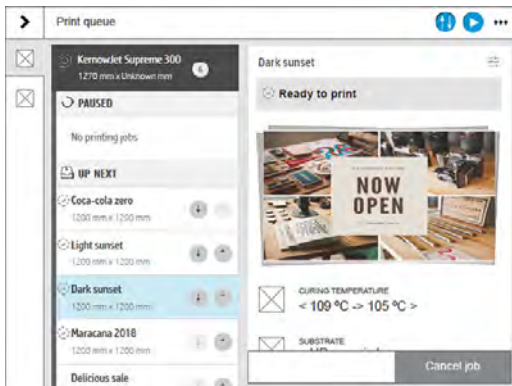 Print queue
KernowJet Supreme 300
1270 mm x Unknown mm
6
PAUSED
No printing jobs
UP NEXT
Coca-cola zero
1200 mm x 1200 mm
Light sunset
1200 mm x 1200 mm
Dark sunset
1200 mm x 1200 mm
Maracana 2018
1200 mm x 1200 mm
Delicious sale
Dark sunset
Ready to print
NOW
OPEN
CURING TEMPERATURE
< 109 ºC -> 105 ºC >
SUBSTRATE
Cancel job